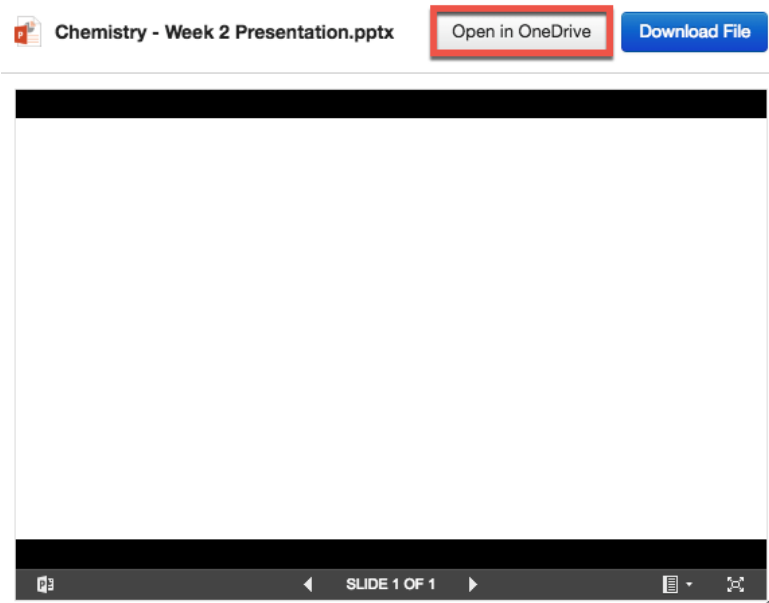 Chemistry - Week 2 Presentation.pptx
Open in OneDrive
Download File
SLIDE 1 OF 1